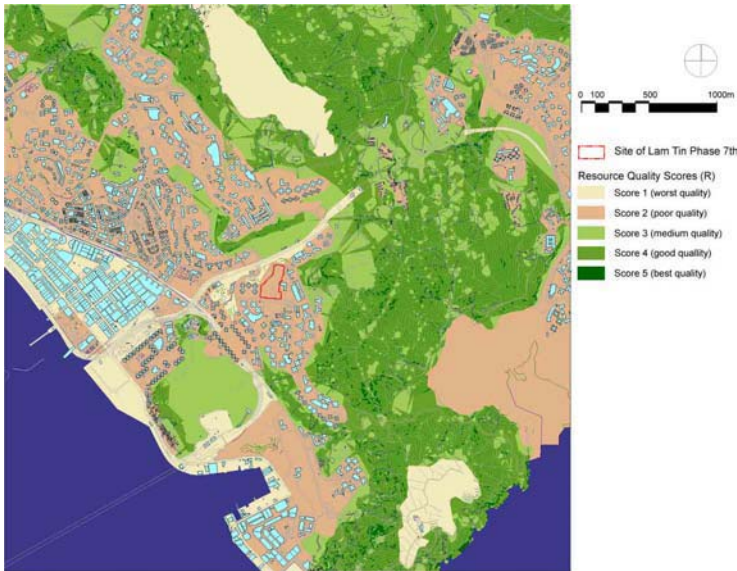 0 100 500 1000m
Site of Lam Tin Phase 7th
Resource Quality Scores (R)
Score 1 (worst quality)
Score 2 (poor quality)
Score 3 (medium quality)
Score 4 (good quallity)
Score 5 (best quality)